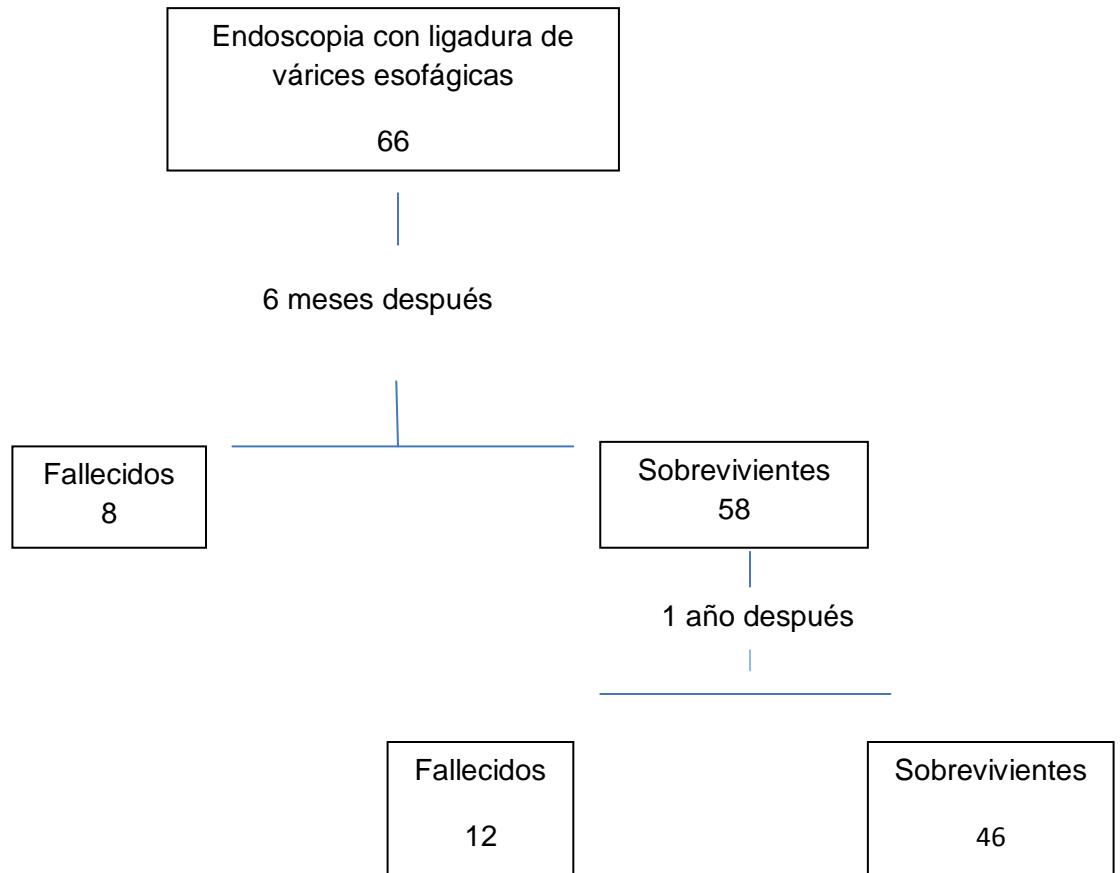 Endoscopia con ligadura de
várices esofágicas
66
6 meses después
Fallecidos
8
Sobrevivientes
58
1 año después
Fallecidos
12
Sobrevivientes
46